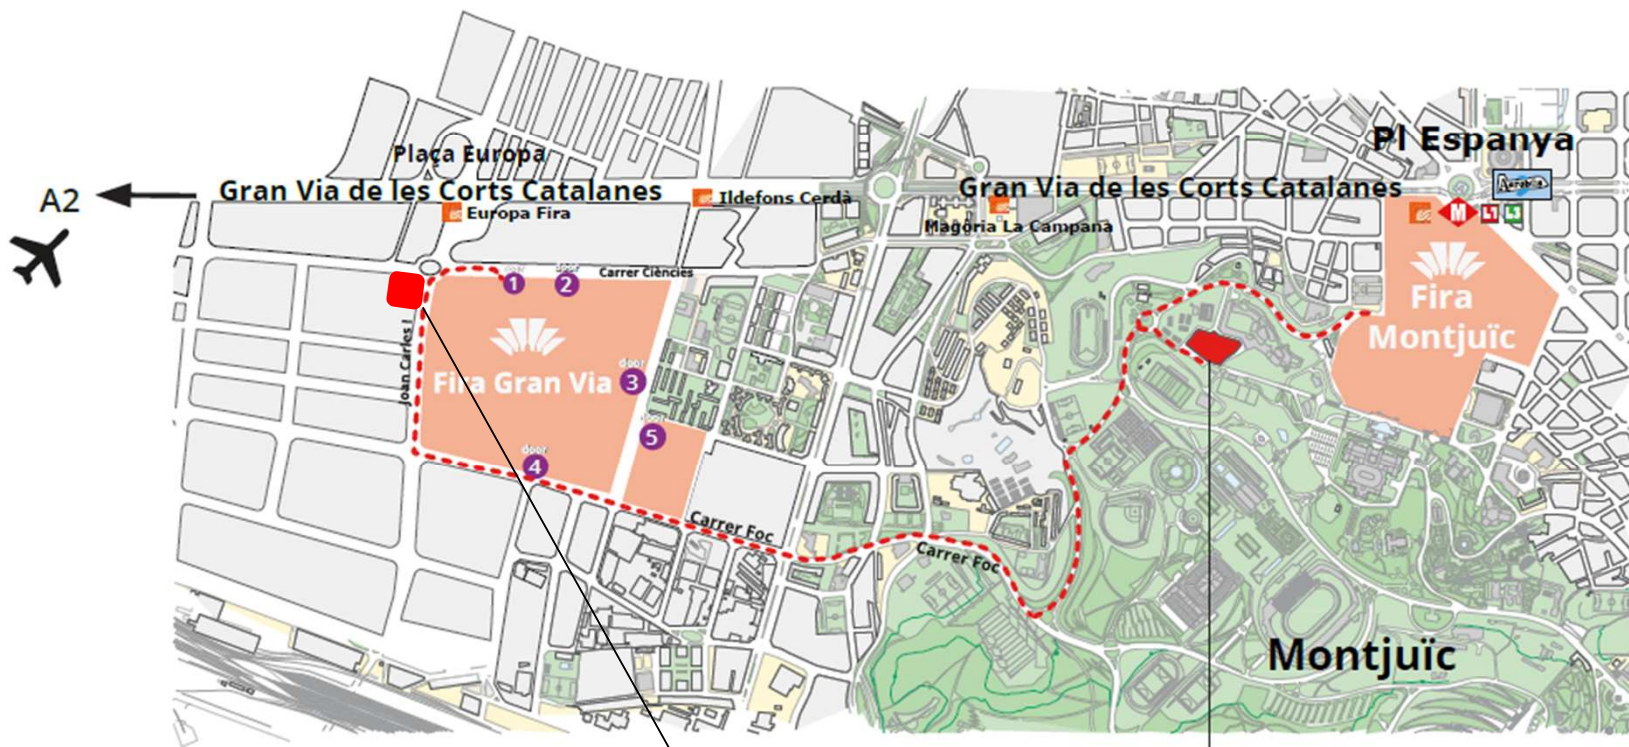 Pl Espanya
Plaça Europa
Gran Via de les Corts Catalanes
Gran Via de les Corts Catalanes
A2
Ildefons Cerdà
Europa Fira
Magòria La Campana
M L1 L3
Carrer Ciències
door
1
door
2
Fira
Montjuïc
Joan Carles I
door
3
Fira Gran Via
5
door
4
Carrer Foc
Carrer Foc
Montjuïc